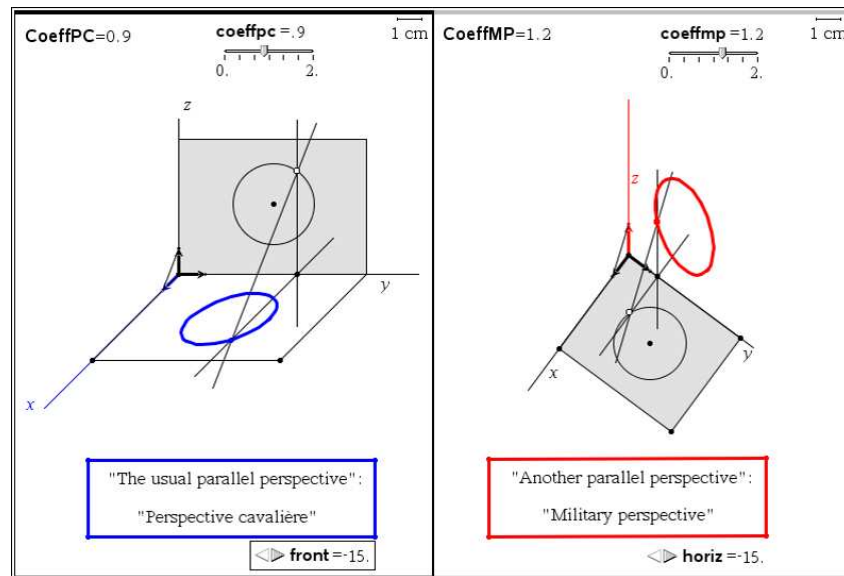 CoeffPC=0.9
coeffpc =.9
0. 2.
1 cm
z
y
x
"The usual parallel perspective":
"Perspective cavalière"
front =-15.
CoeffMP=1.2
coeffmp =1.2
0. 2.
1 cm
z
x
y
"Another parallel perspective":
"Military perspective"
horiz =-15.